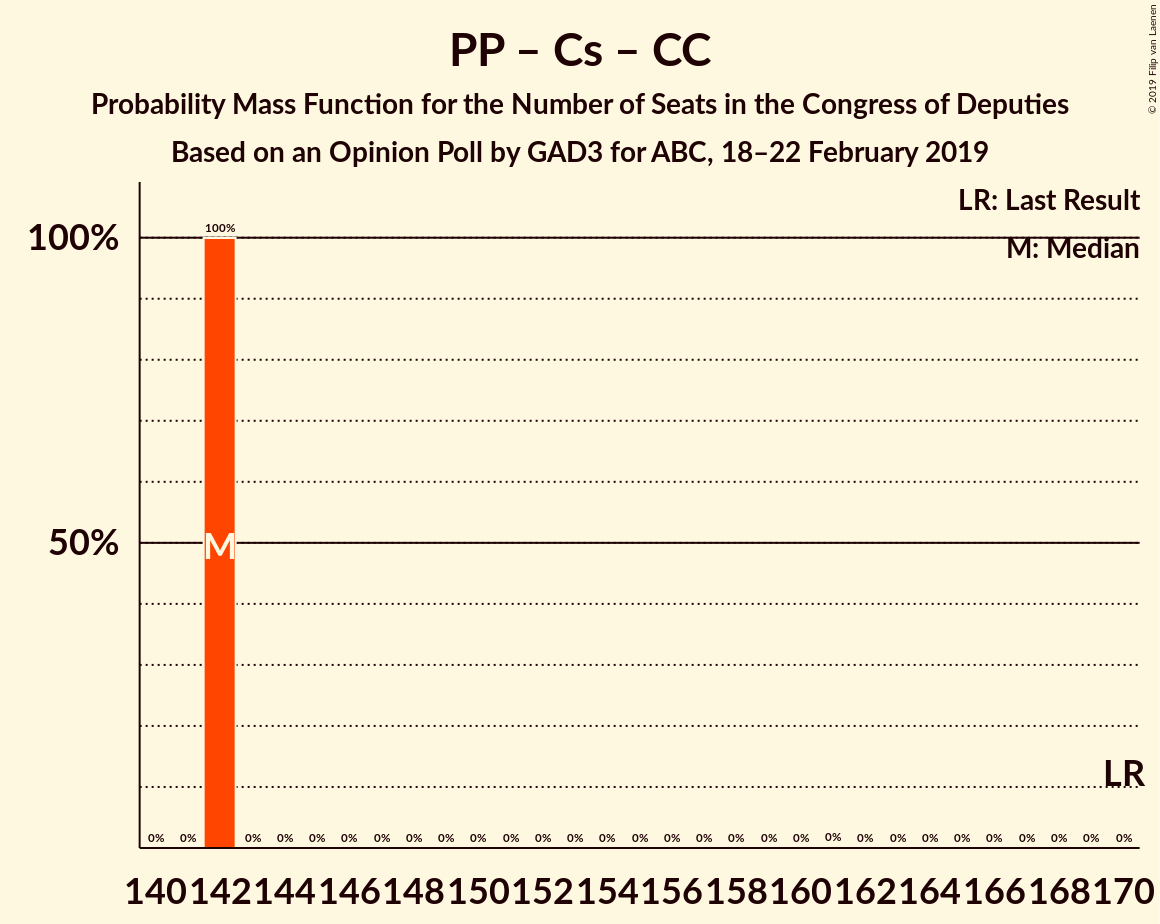 PP – Cs – CC
Probability Mass Function for the Number of Seats in the Congress of Deputies
Based on an Opinion Poll by GAD3 for ABC, 18–22 February 2019
© 2019 Filip van Laenen
LR: Last Result
M: Median
100%
100%
50%
M
LR
0% 0% 0% 0% 0% 0% 0% 0% 0% 0% 0% 0% 0% 0% 0% 0% 0% 0% 0% 0% 0% 0% 0% 0% 0% 0% 0% 0% 0% 0%
140 142 144 146 148 150 152 154 156 158 160 162 164 166 168 170